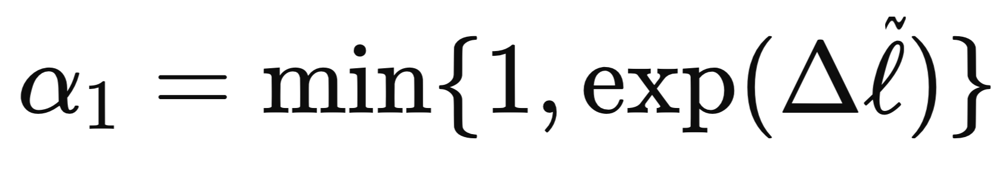 α₁ = min{1, exp(Δℓ̃)}